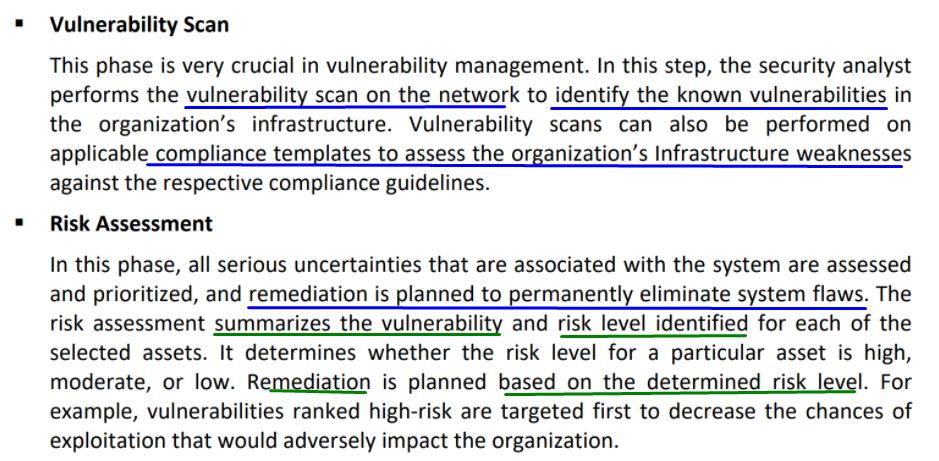 ▪ Vulnerability Scan
This phase is very crucial in vulnerability management. In this step, the security analyst
performs the vulnerability scan on the network to identify the known vulnerabilities in
the organization’s infrastructure. Vulnerability scans can also be performed on
applicable compliance templates to assess the organization’s Infrastructure weaknesses
against the respective compliance guidelines.
▪ Risk Assessment
In this phase, all serious uncertainties that are associated with the system are assessed
and prioritized, and remediation is planned to permanently eliminate system flaws. The
risk assessment summarizes the vulnerability and risk level identified for each of the
selected assets. It determines whether the risk level for a particular asset is high,
moderate, or low. Remediation is planned based on the determined risk level. For
example, vulnerabilities ranked high-risk are targeted first to decrease the chances of
exploitation that would adversely impact the organization.